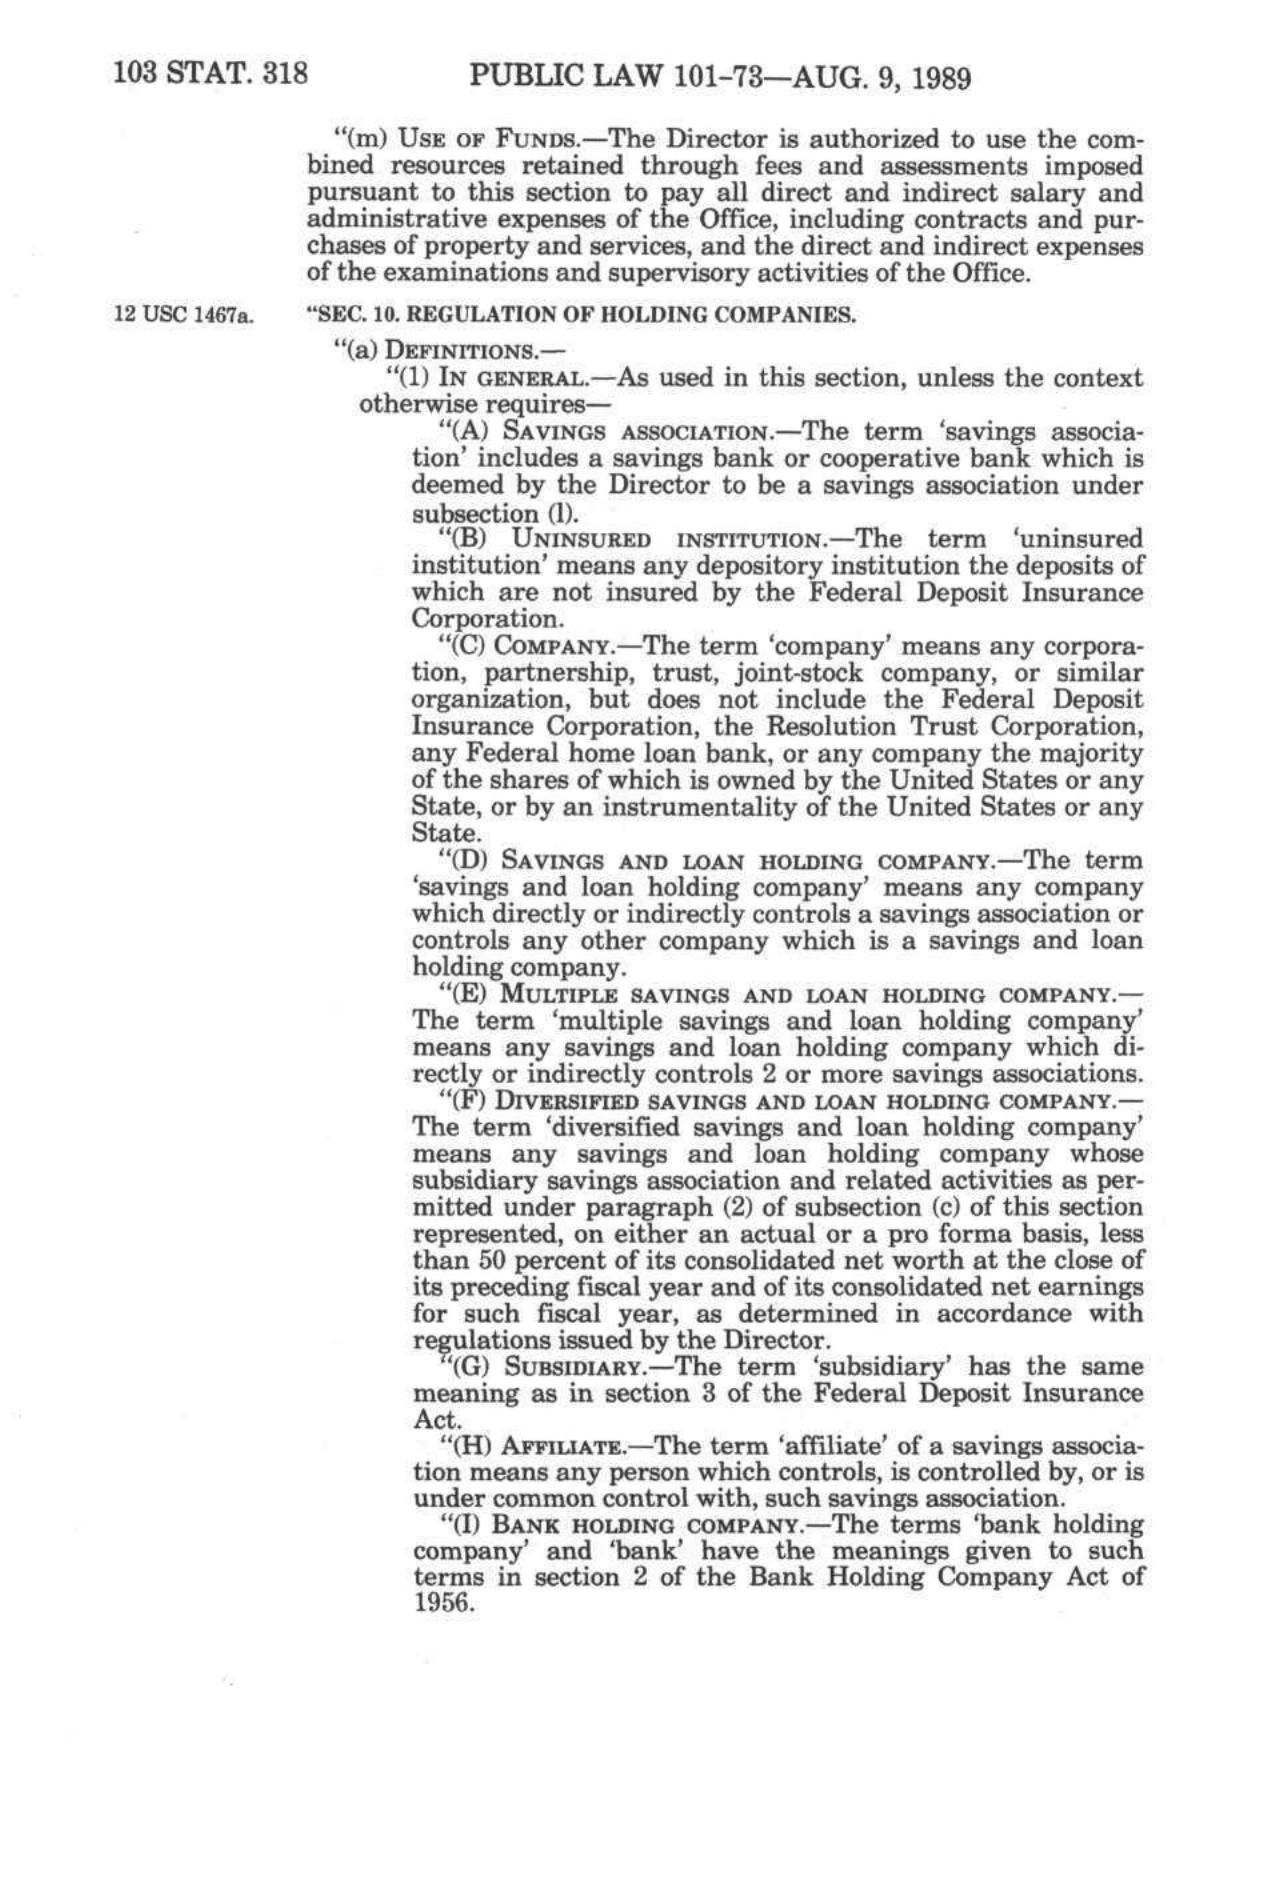 103 STAT. 318
PUBLIC LAW 101-73—AUG. 9, 1989
"(m) USE OF FUNDS.—The Director is authorized to use the com-
bined resources retained through fees and assessments imposed
pursuant to this section to pay all direct and indirect salary and
administrative expenses of the Office, including contracts and pur-
chases of property and services, and the direct and indirect expenses
of the examinations and supervisory activities of the Office.
12 USC 1467a.
"SEC. 10. REGULATION OF HOLDING COMPANIES.
"(a) DEFINITIONS.—
"(1) IN GENERAL.—As used in this section, unless the context
otherwise requires—
"(A) SAVINGS ASSOCIATION.—The term 'savings associa-
tion' includes a savings bank or cooperative bank which is
deemed by the Director to be a savings association under
subsection (l).
"(B) UNINSURED INSTITUTION.—The term 'uninsured
institution' means any depository institution the deposits of
which are not insured by the Federal Deposit Insurance
Corporation.
"(C) COMPANY.—The term 'company' means any corpora-
tion, partnership, trust, joint-stock company, or similar
organization, but does not include the Federal Deposit
Insurance Corporation, the Resolution Trust Corporation,
any Federal home loan bank, or any company the majority
of the shares of which is owned by the United States or any
State, or by an instrumentality of the United States or any
State.
"(D) SAVINGS AND LOAN HOLDING COMPANY.—The term
'savings and loan holding company' means any company
which directly or indirectly controls a savings association or
controls any other company which is a savings and loan
holding company.
"(E) MULTIPLE SAVINGS AND LOAN HOLDING COMPANY.—
The term 'multiple savings and loan holding company'
means any savings and loan holding company which di-
rectly or indirectly controls 2 or more savings associations.
"(F) DIVERSIFIED SAVINGS AND LOAN HOLDING COMPANY.—
The term 'diversified savings and loan holding company'
means any savings and loan holding company whose
subsidiary savings association and related activities as per-
mitted under paragraph (2) of subsection (c) of this section
represented, on either an actual or a pro forma basis, less
than 50 percent of its consolidated net worth at the close of
its preceding fiscal year and of its consolidated net earnings
for such fiscal year, as determined in accordance with
regulations issued by the Director.
"(G) SUBSIDIARY.—The term 'subsidiary' has the same
meaning as in section 3 of the Federal Deposit Insurance
Act.
"(H) AFFILIATE.—The term 'affiliate' of a savings associa-
tion means any person which controls, is controlled by, or is
under common control with, such savings association.
"(I) BANK HOLDING COMPANY.—The terms 'bank holding
company' and 'bank' have the meanings given to such
terms in section 2 of the Bank Holding Company Act of
1956.